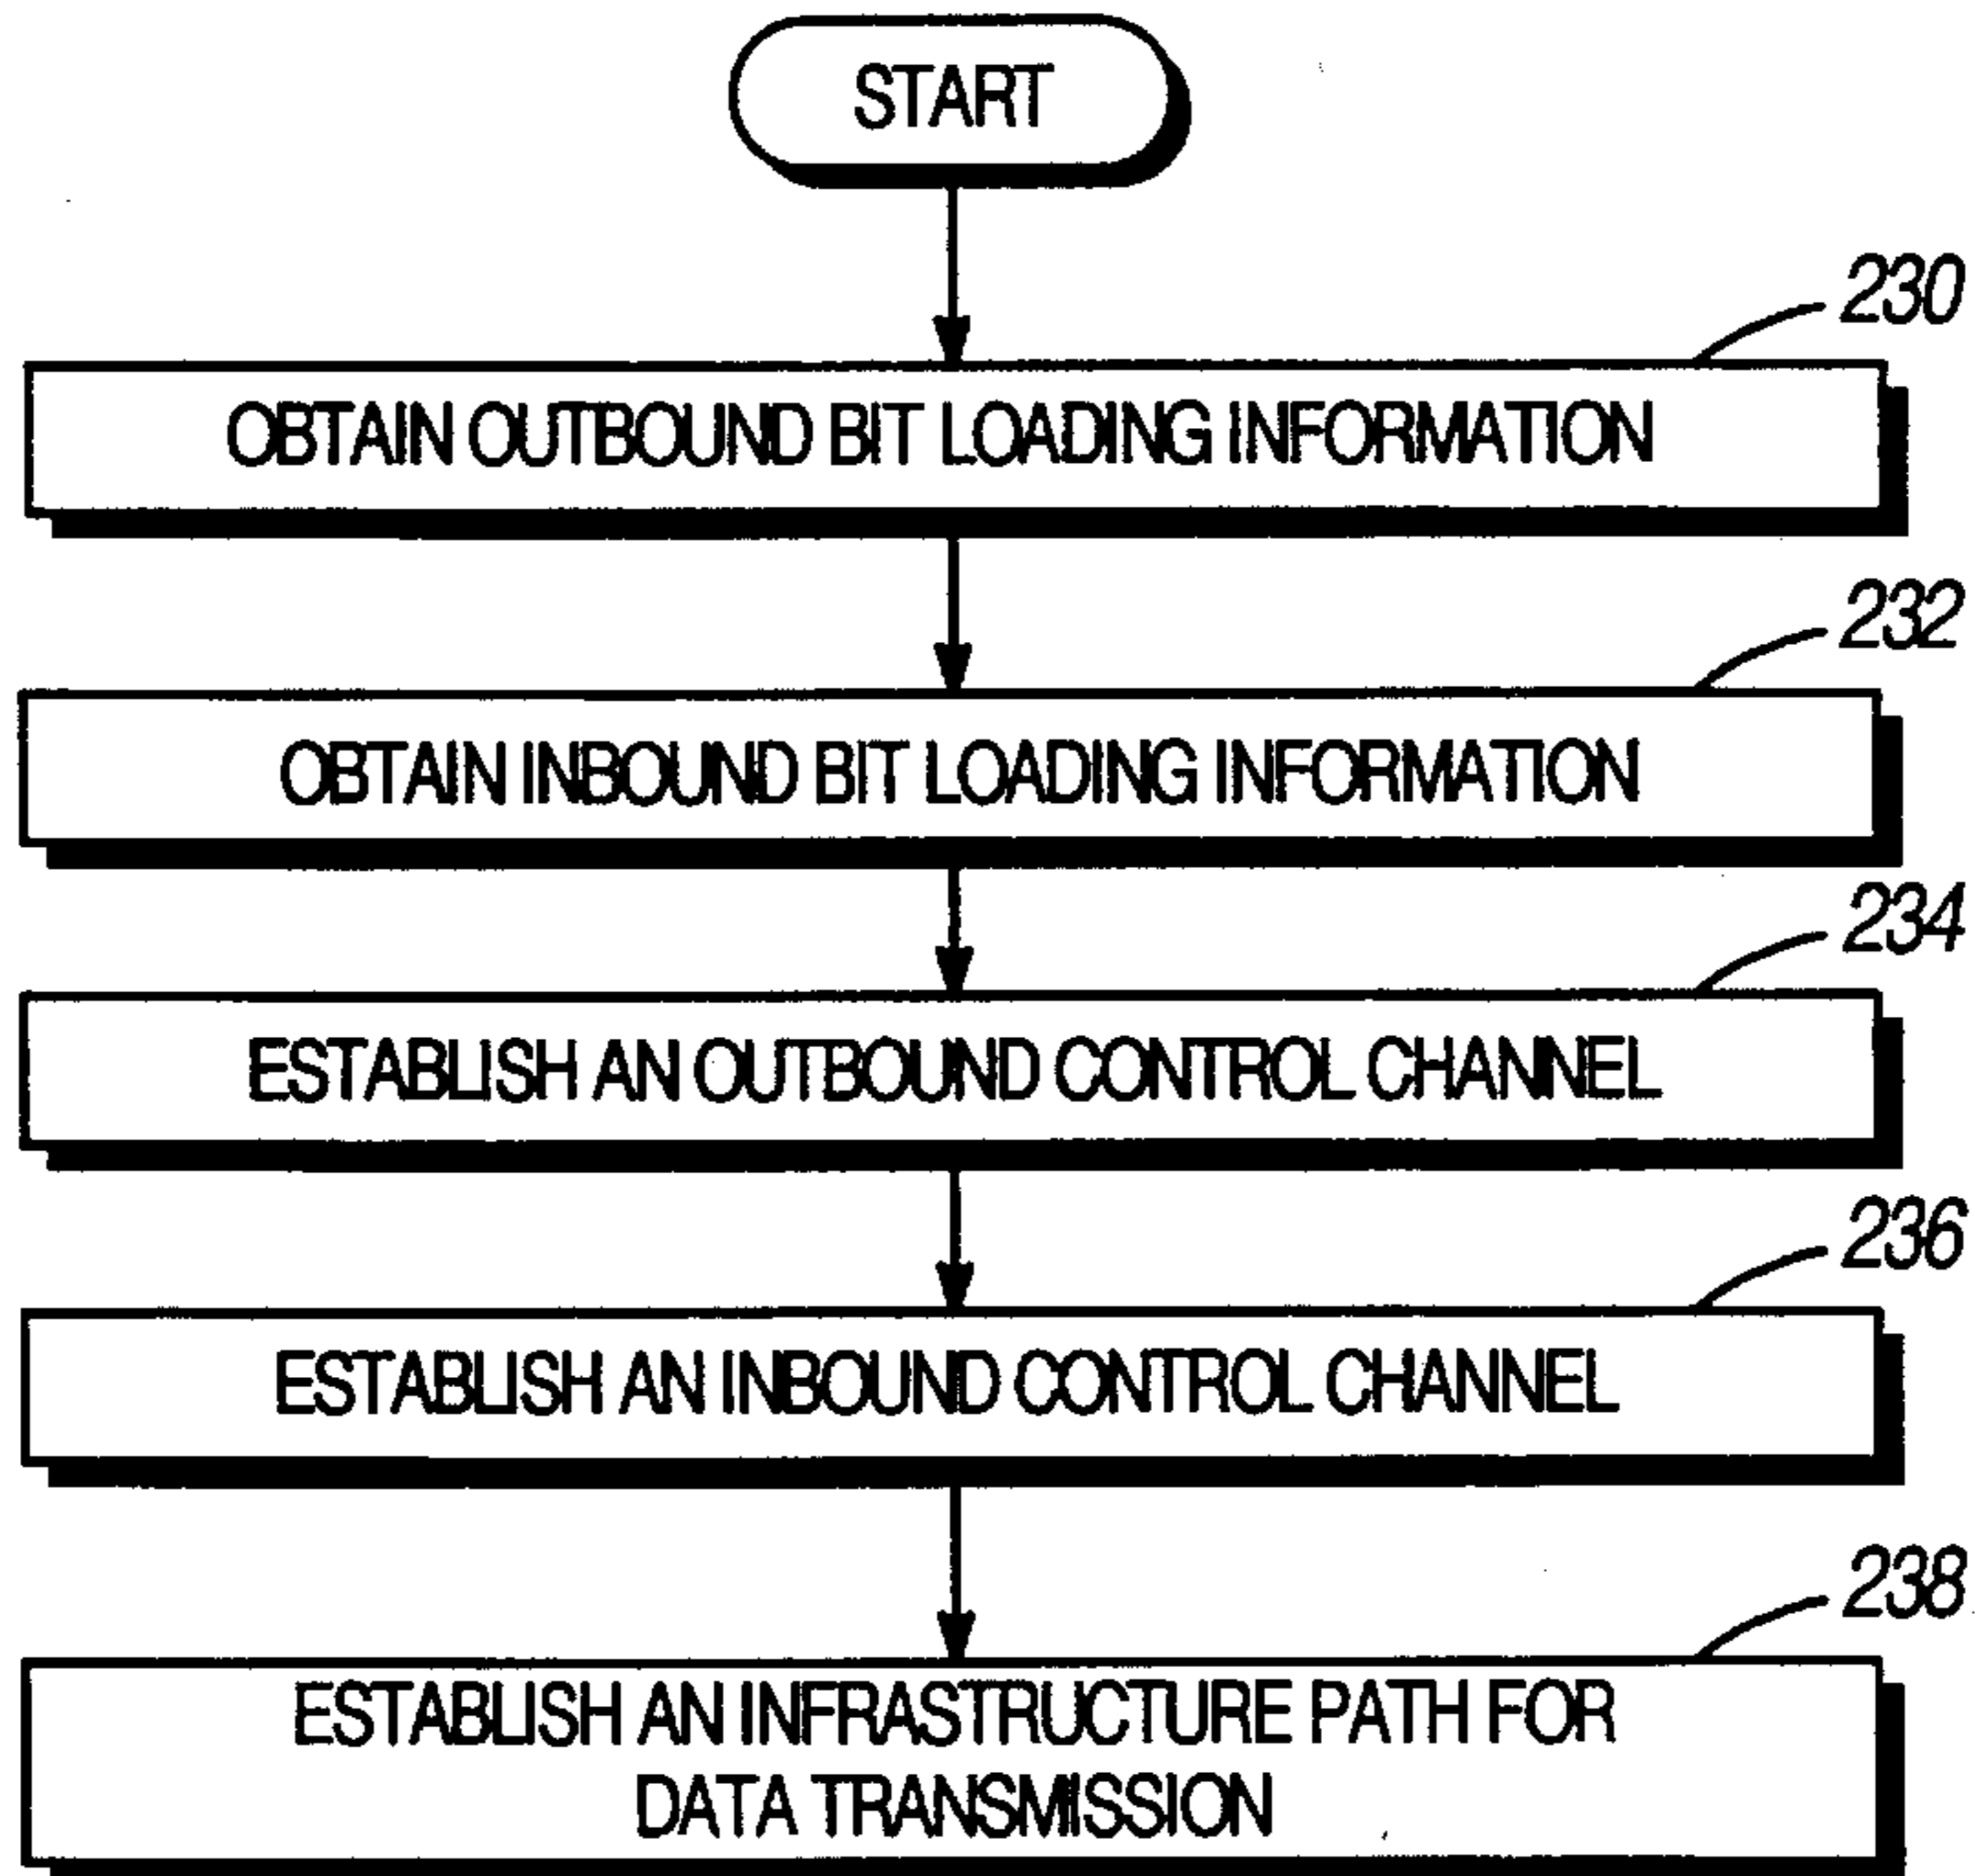 START
230
OBTAIN OUTBOUND BIT LOADING INFORMATION
232
OBTAIN INBOUND BIT LOADING INFORMATION
234
ESTABLISH AN OUTBOUND CONTROL CHANNEL
236
ESTABLISH AN INBOUND CONTROL CHANNEL
238
ESTABLISH AN INFRASTRUCTURE PATH FOR
DATA TRANSMISSION